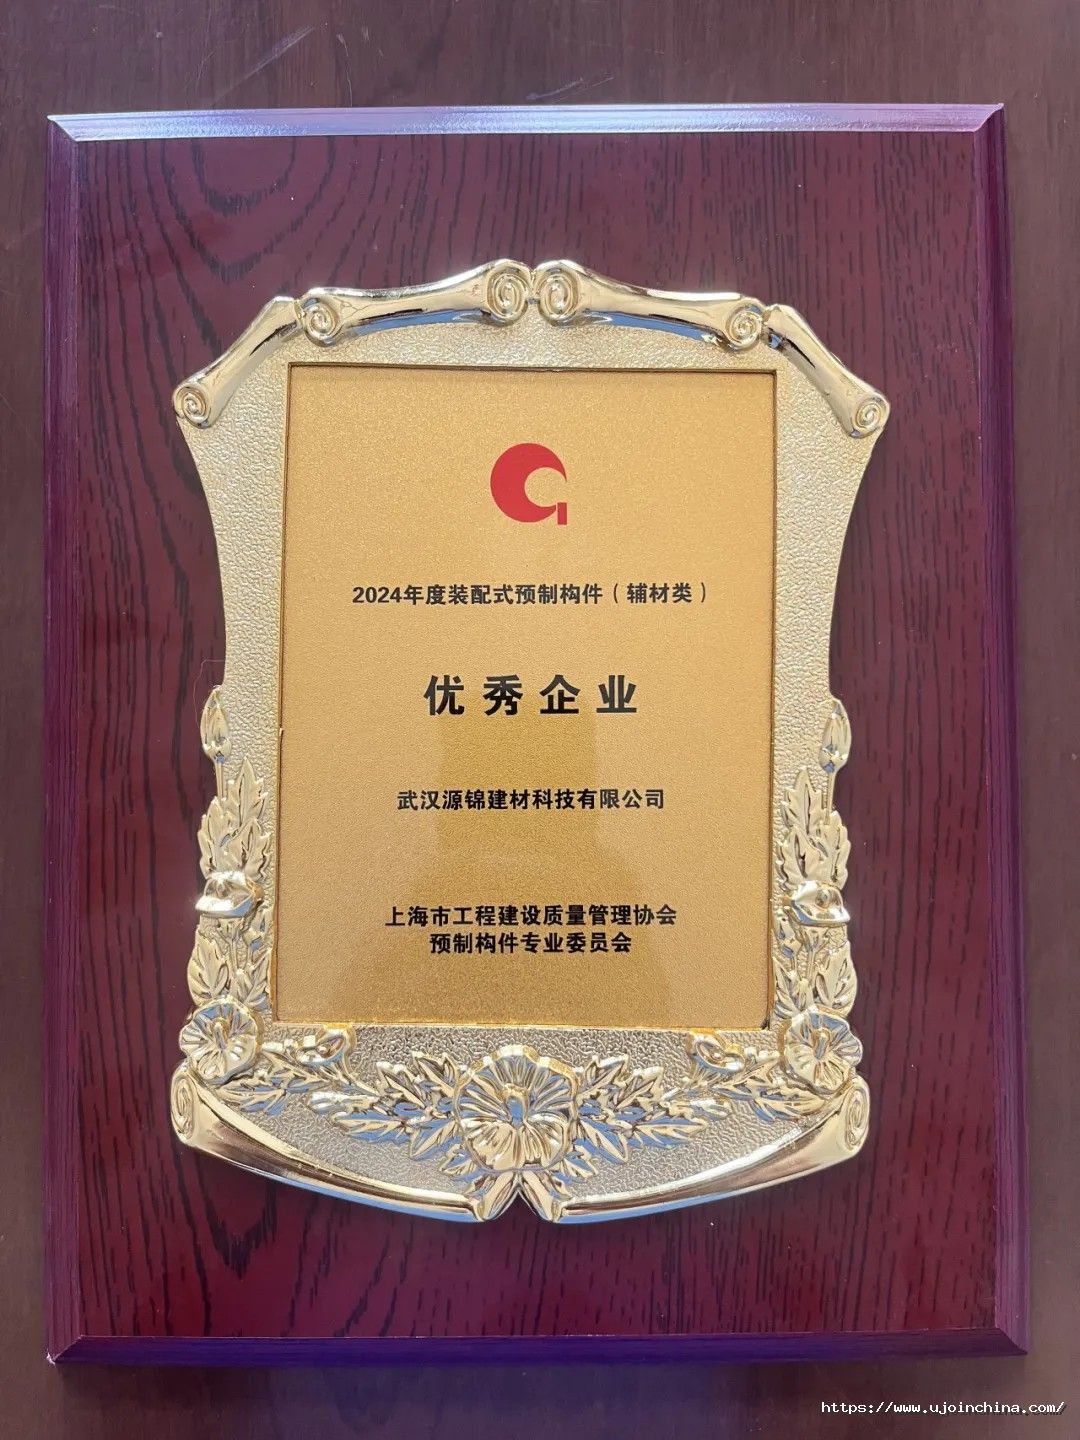 2024年度装配式预制构件（辅材类）
优秀企业
武汉源锦建材科技有限公司
上海市工程建设质量管理协会
预制构件专业委员会
https://www.ujoinchina.com/